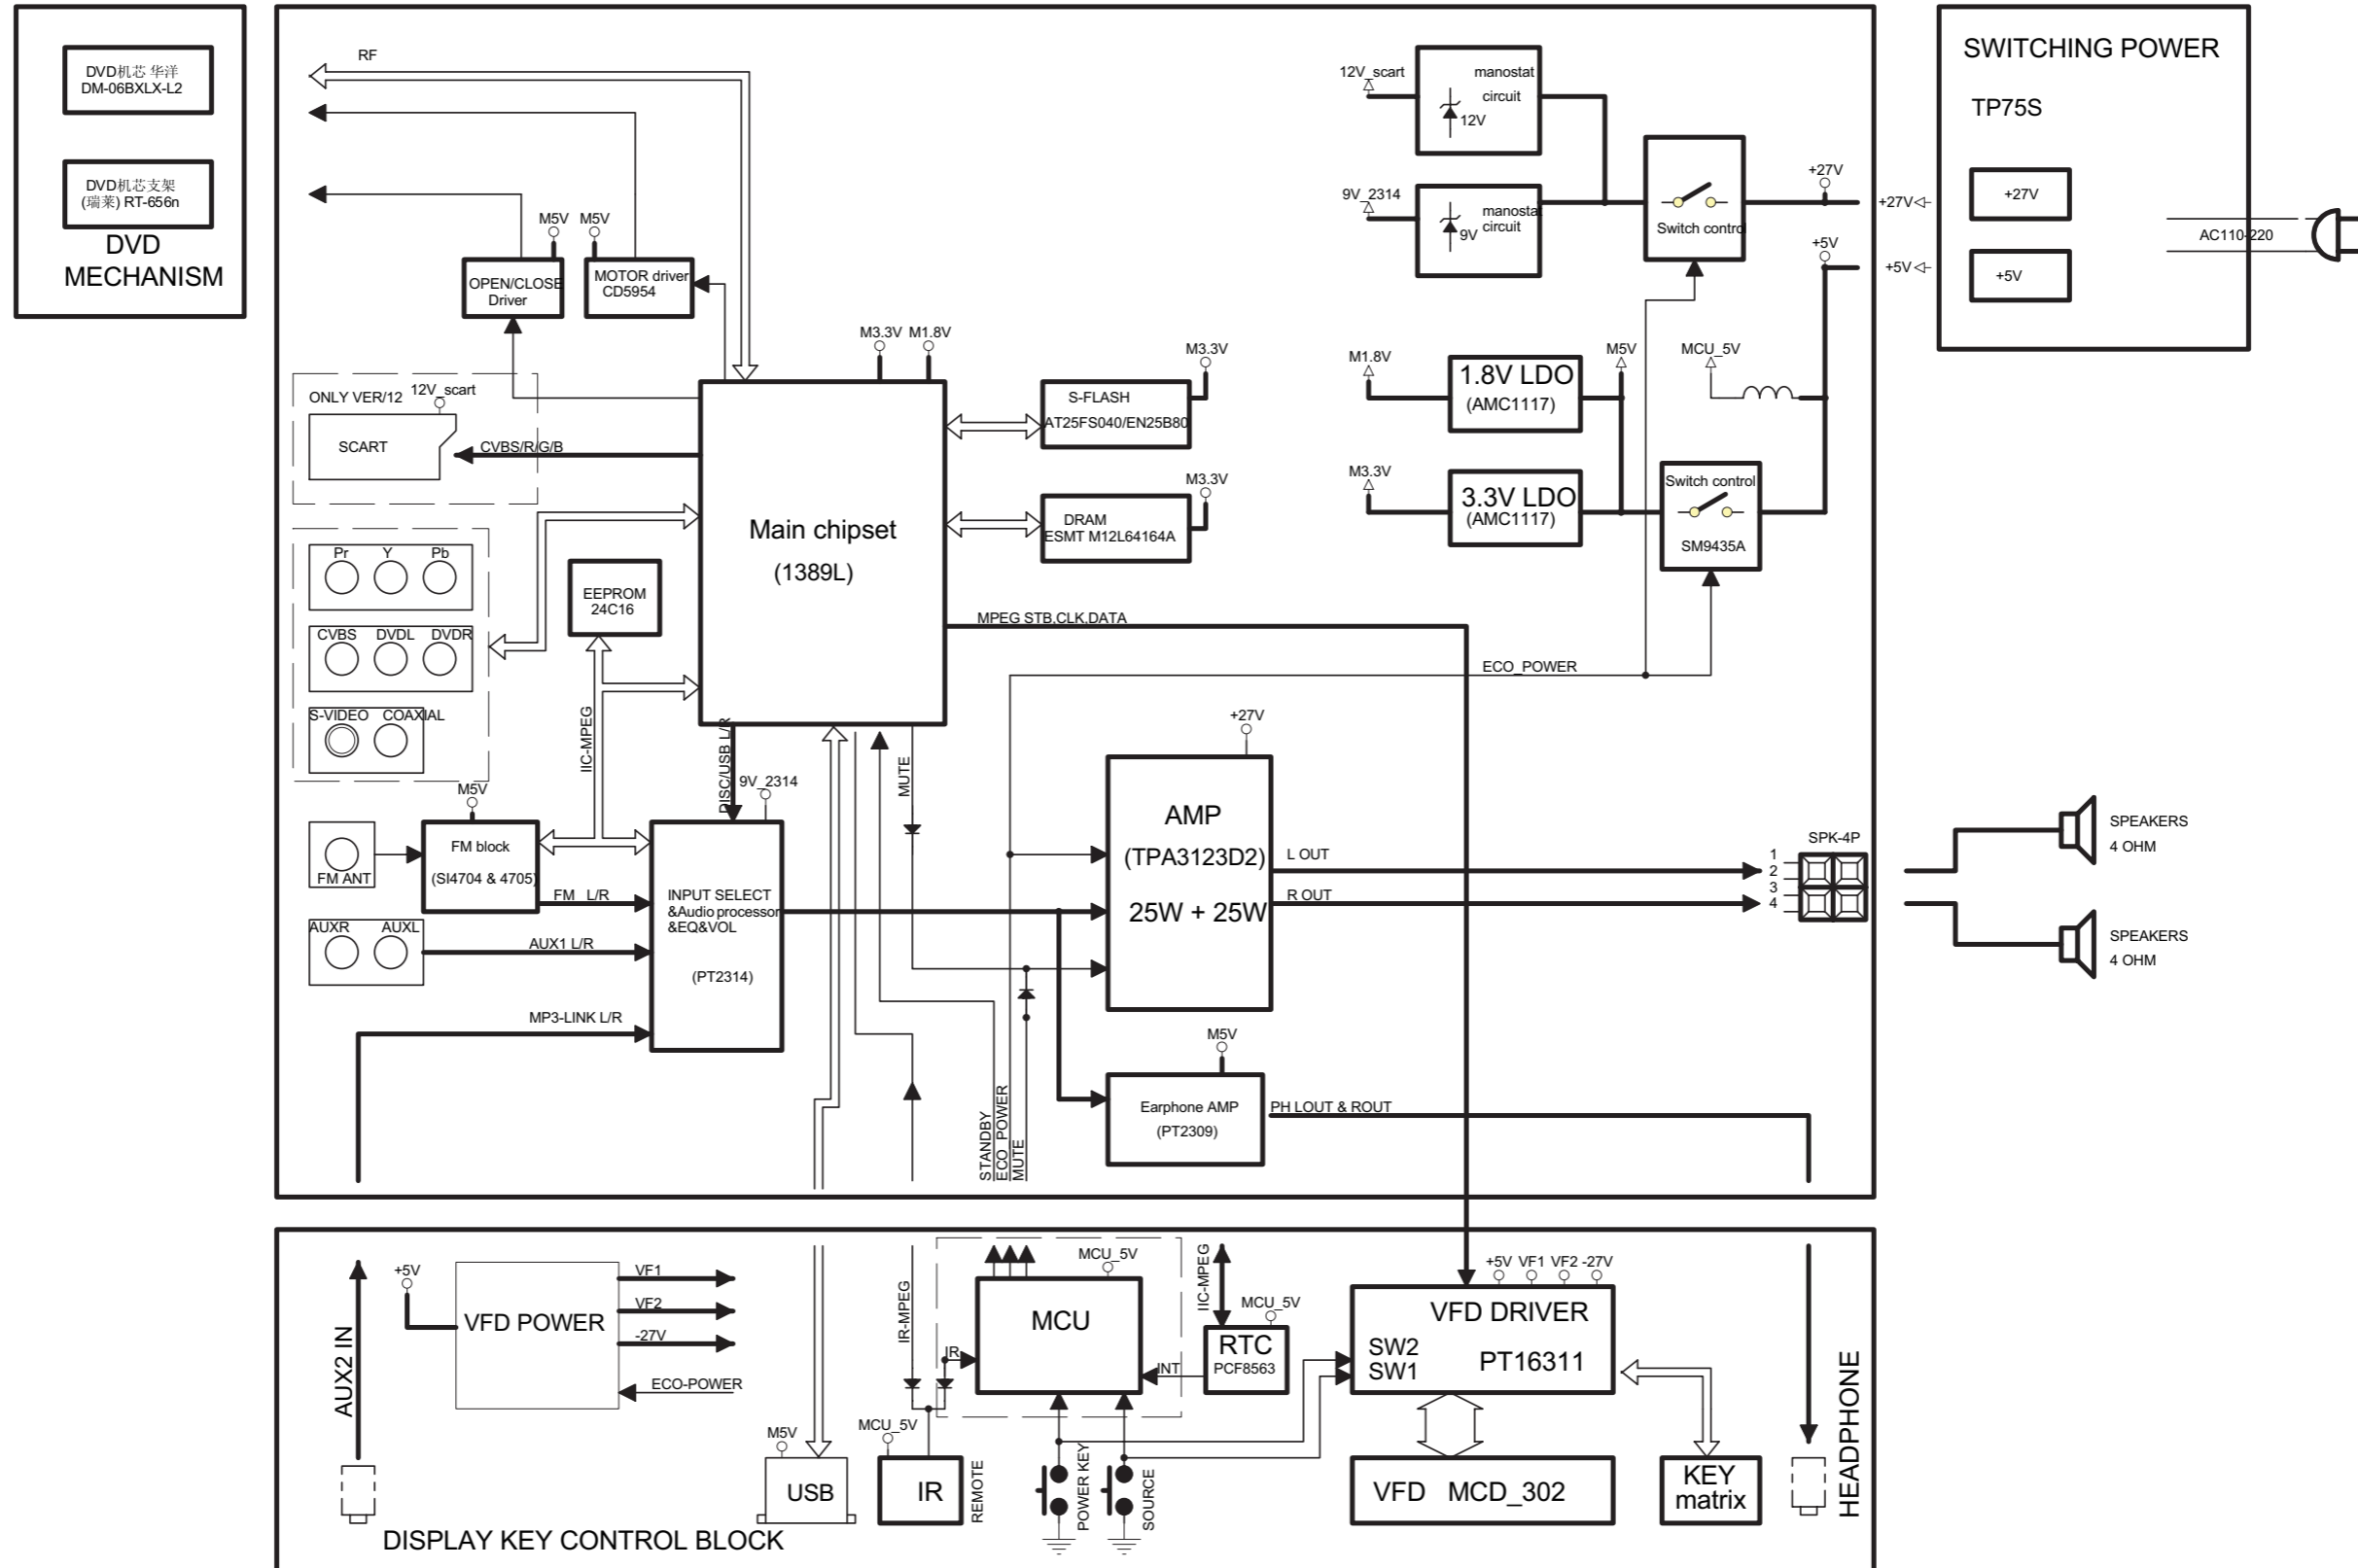 DVD机芯 华洋
DM-06BXLX-L2
DVD机芯支架
(瑞莱) RT-656n
DVD
MECHANISM
RF
M5V
M5V
OPEN/CLOSE
Driver
MOTOR driver
CD5954
12V_scart
manostat
circuit
12V
9V_2314
manostat
circuit
9V
Switch control
+27V
+5V
+27V
+5V
SWITCHING POWER
TP75S
+27V
+5V
AC110-220
ONLY VER/12
12V_scart
SCART
CVBS/R/G/B
M3.3V
M1.8V
Main chipset
(1389L)
M3.3V
S-FLASH
AT25FS040/EN25B80
M3.3V
DRAM
ESMT M12L64164A
M1.8V
1.8V LDO
(AMC1117)
M5V
MCU_5V
M3.3V
3.3V LDO
(AMC1117)
Switch control
SM9435A
Pr
Y
Pb
CVBS
DVDL
DVDR
S-VIDEO
COAXIAL
EEPROM
24C16
IIC-MPEG
DISC/USB L/R
9V_2314
MUTE
MPEG STB,CLK,DATA
ECO_POWER
M5V
FM ANT
FM block
(SI4704 & 4705)
FM L/R
AUXR
AUXL
AUX1 L/R
MP3-LINK L/R
INPUT SELECT
&Audio processor
&EQ&VOL
(PT2314)
+27V
AMP
(TPA3123D2)
25W + 25W
L OUT
R OUT
SPK-4P
1
2
3
4
SPEAKERS
4 OHM
SPEAKERS
4 OHM
M5V
Earphone AMP
(PT2309)
PH LOUT & ROUT
STANDBY
ECO_POWER
MUTE
AUX2 IN
+5V
VFD POWER
VF1
VF2
-27V
ECO-POWER
M5V
USB
IR-MPEG
IR
MCU_5V
IR
REMOTE
MCU_5V
MCU
IIC-MPEG
MCU_5V
RTC
PCF8563
INT
POWER KEY
SOURCE
+5V
VF1
VF2
-27V
VFD DRIVER
SW2
SW1
PT16311
VFD MCD_302
KEY
matrix
HEADPHONE
DISPLAY KEY CONTROL BLOCK